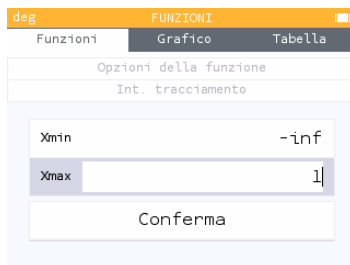 deg FUNZIONI
Funzioni Grafico Tabella
Opzioni della funzione
Int. tracciamento
Xmin -inf
Xmax 1
Conferma